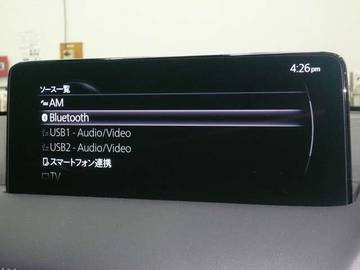 4:26pm
ソース一覧
AM
Bluetooth
USB1 - Audio/Video
USB2 - Audio/Video
スマートフォン連携
TV